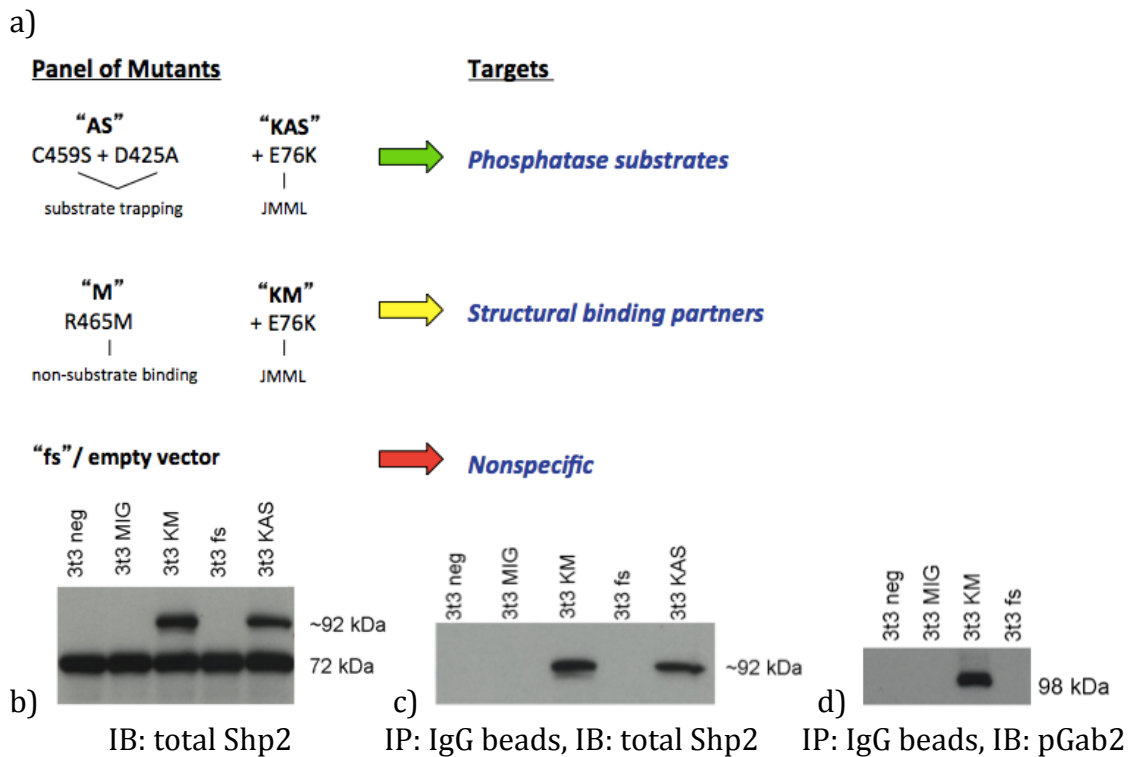 a)
Panel of Mutants Targets
“AS” “KAS”
C459S + D425A + E76K Phosphatase substrates
substrate trapping JMML
“M” “KM”
R465M + E76K Structural binding partners
non-substrate binding JMML
“fs”/ empty vector Nonspecific
3t3 neg 3t3 MIG 3t3 KM 3t3 fs 3t3 KAS
~92 kDa
72 kDa
b)
IB: total Shp2
3t3 neg 3t3 MIG 3t3 KM 3t3 fs 3t3 KAS
~92 kDa
c)
IP: IgG beads, IB: total Shp2
3t3 neg 3t3 MIG 3t3 KM 3t3 fs
98 kDa
d)
IP: IgG beads, IB: pGab2